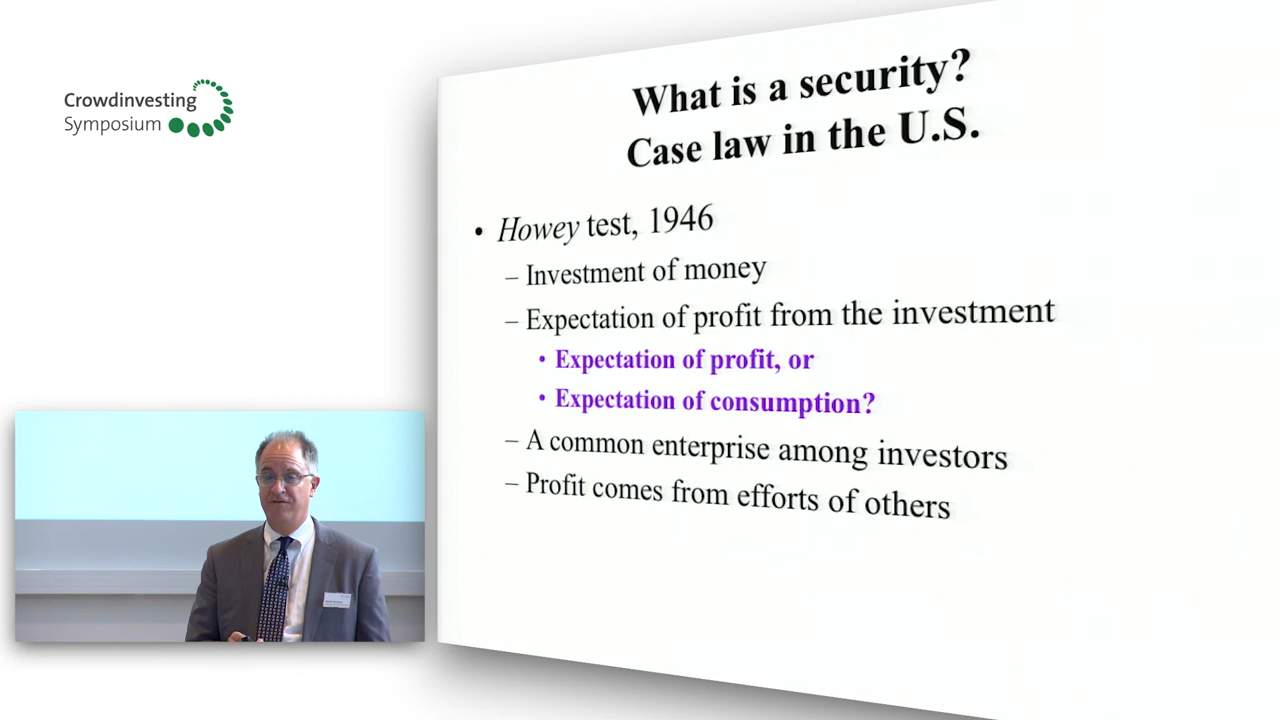 Crowdinvesting
Symposium
What is a security?
Case law in the U.S.
• Howey test, 1946
– Investment of money
– Expectation of profit from the investment
• Expectation of profit, or
• Expectation of consumption?
– A common enterprise among investors
– Profit comes from efforts of others